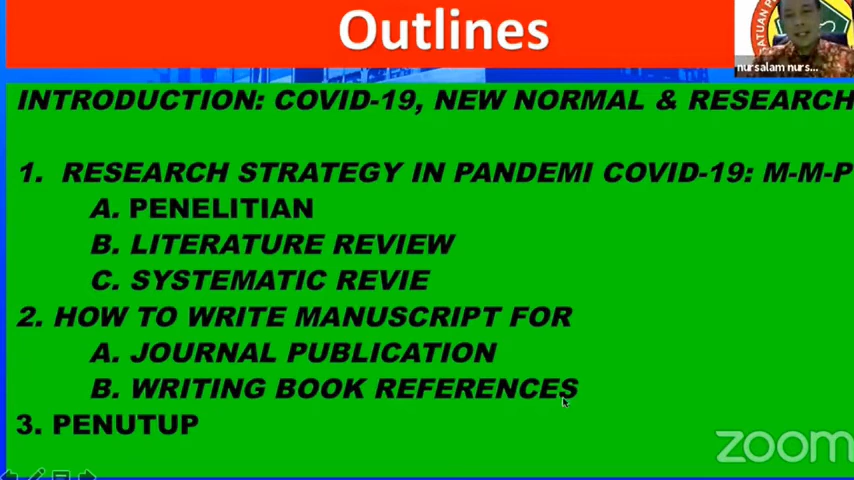 Outlines
SATUAN P
nursalam nurs...
INTRODUCTION: COVID-19, NEW NORMAL & RESEARCH
1. RESEARCH STRATEGY IN PANDEMI COVID-19: M-M-P
A. PENELITIAN
B. LITERATURE REVIEW
C. SYSTEMATIC REVIE
2. HOW TO WRITE MANUSCRIPT FOR
A. JOURNAL PUBLICATION
B. WRITING BOOK REFERENCES
3. PENUTUP
zoom